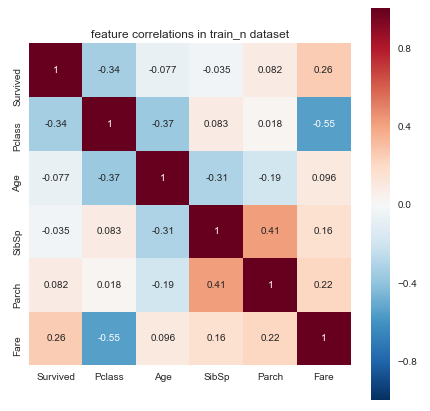 feature correlations in train_n dataset
Survived 1 -0.34 -0.077 -0.035 0.082 0.26
Pclass -0.34 1 -0.37 0.083 0.018 -0.55
Age -0.077 -0.37 1 -0.31 -0.19 0.096
SibSp -0.035 0.083 -0.31 1 0.41 0.16
Parch 0.082 0.018 -0.19 0.41 1 0.22
Fare 0.26 -0.55 0.096 0.16 0.22 1
Survived Pclass Age SibSp Parch Fare
0.8
0.4
0.0
−0.4
−0.8